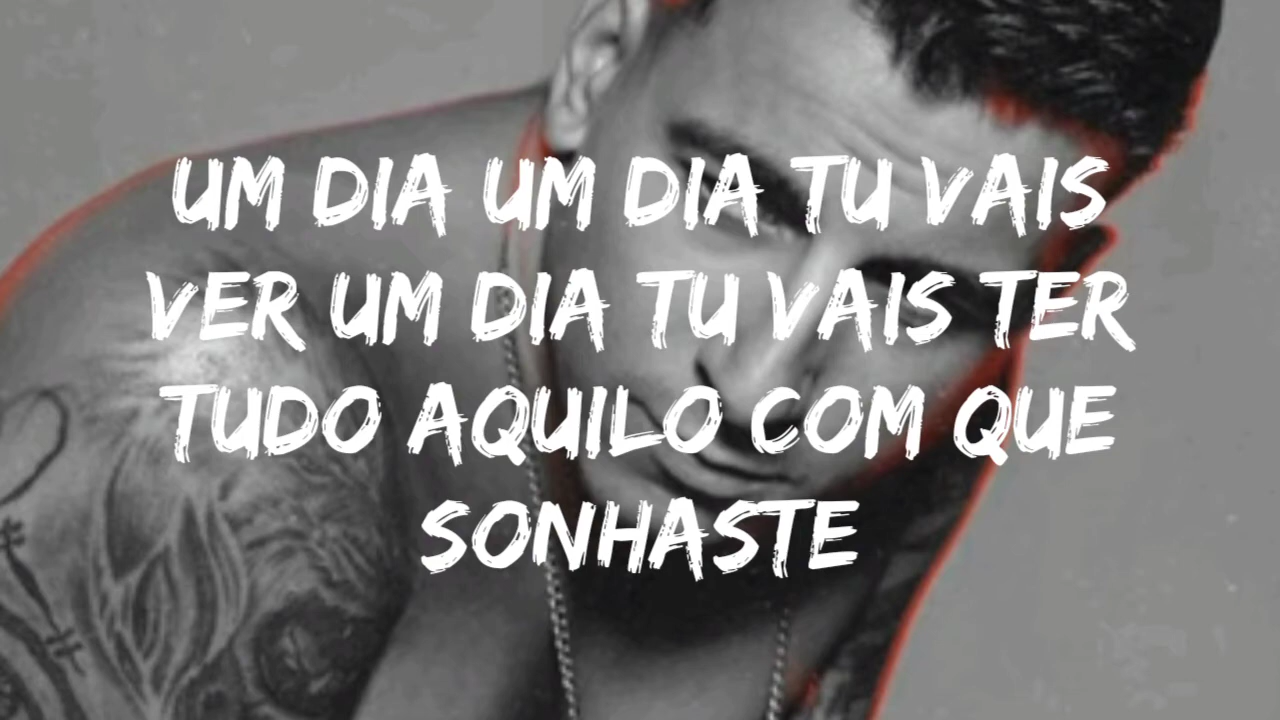 UM DIA UM DIA TU VAIS
VER UM DIA TU VAIS TER
TUDO AQUILO COM QUE
SONHASTE